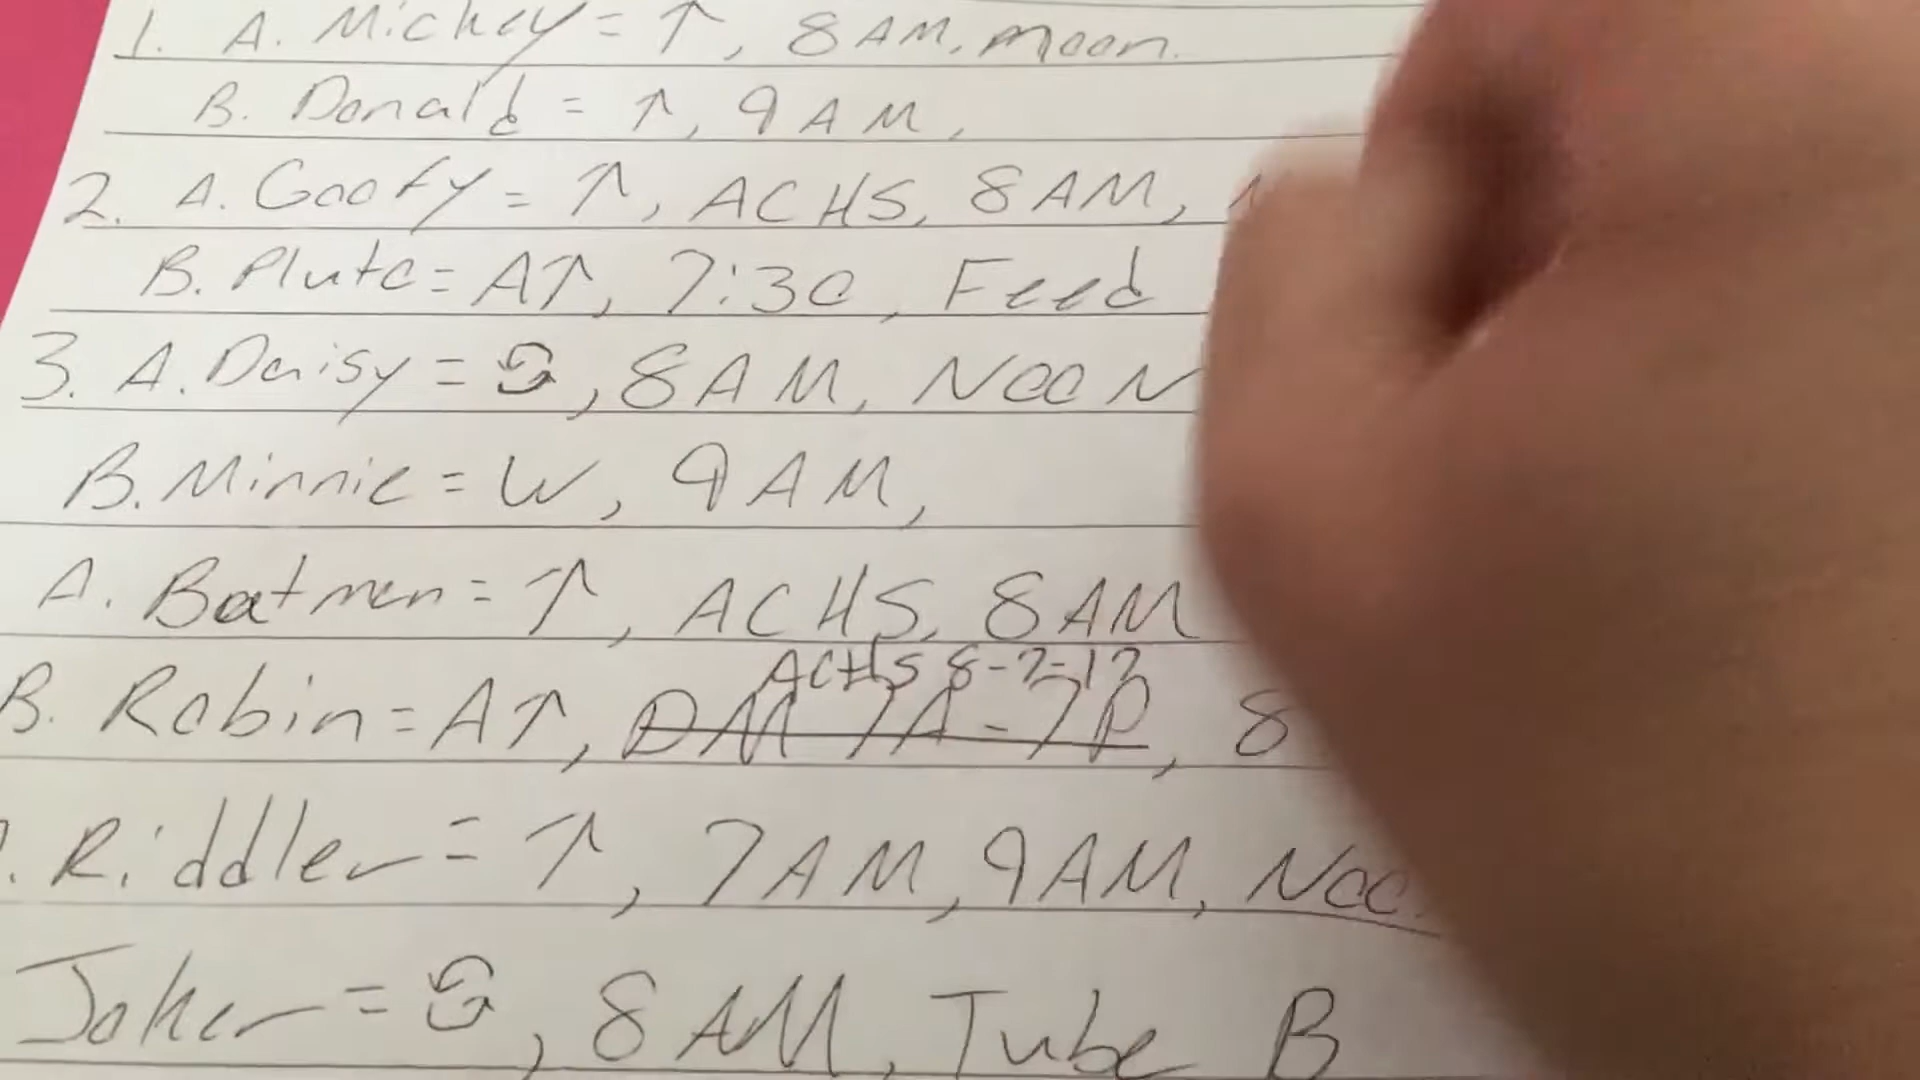 1. A. Mickey = ↑, 8 AM, moon.
B. Donald = ↑, 9 AM,
2. A. Goofy = ↑, ACHS, 8 AM,
B. Pluto = A↑, 7:30, Feed
3. A. Daisy = 🗘, 8 AM, NOON
B. Minnie = W, 9 AM,
A. Batman = ↑, ACHS, 8 AM
ACHS 8-?-12
B. Robin = A↑, DM 7A-7P, 8
. Riddler = ↑, 7 AM, 9 AM, Noo
Joker = 🗘, 8 AM, Tube B